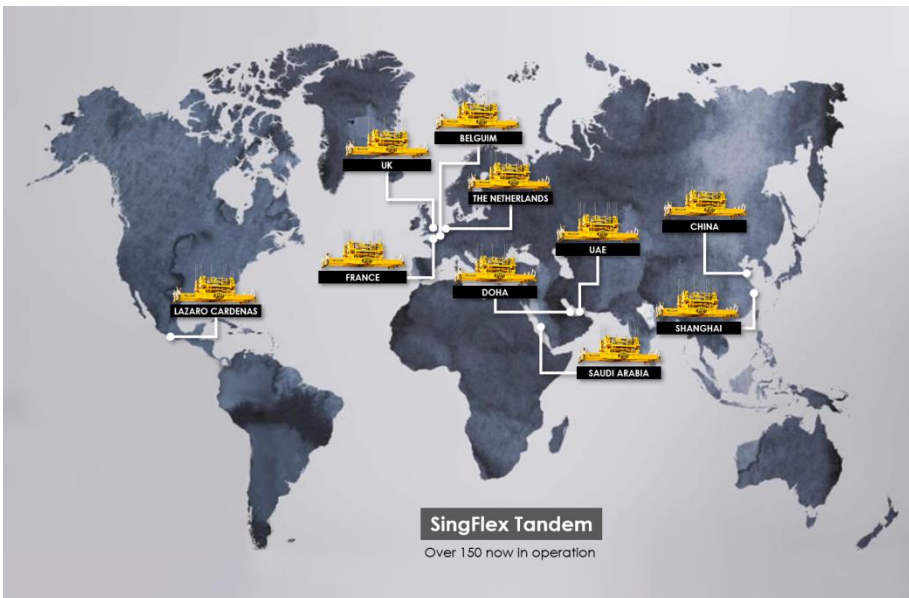 BELGUIM
UK
THE NETHERLANDS
CHINA
UAE
FRANCE
DOHA
LAZARO CARDENAS
SHANGHAI
SAUDI ARABIA
SingFlex Tandem
Over 150 now in operation